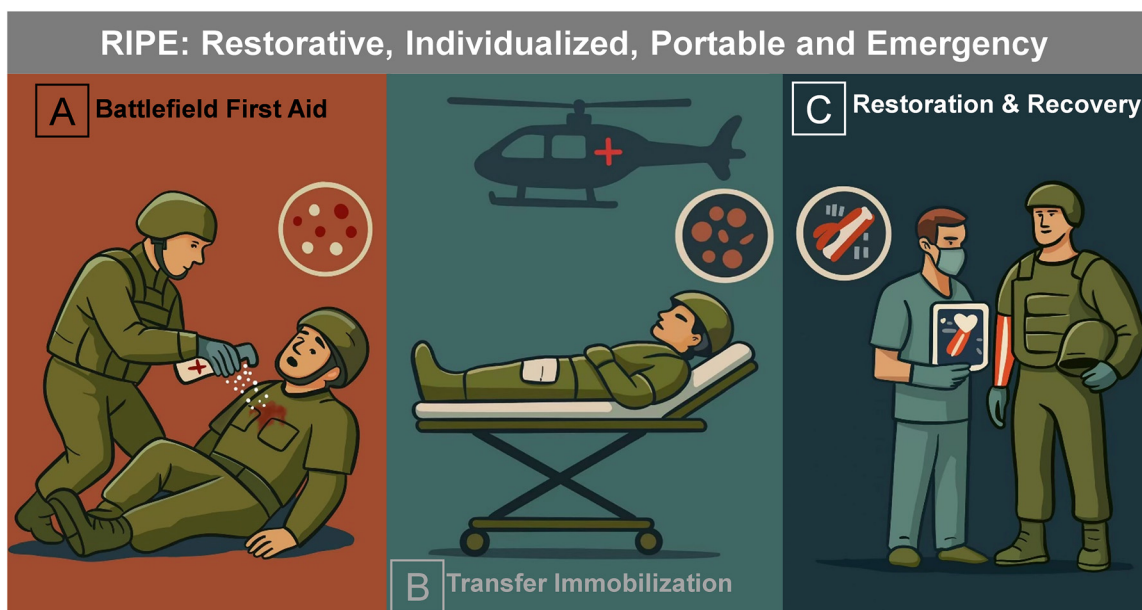 RIPE: Restorative, Individualized, Portable and Emergency
A Battlefield First Aid
B Transfer Immobilization
C Restoration & Recovery